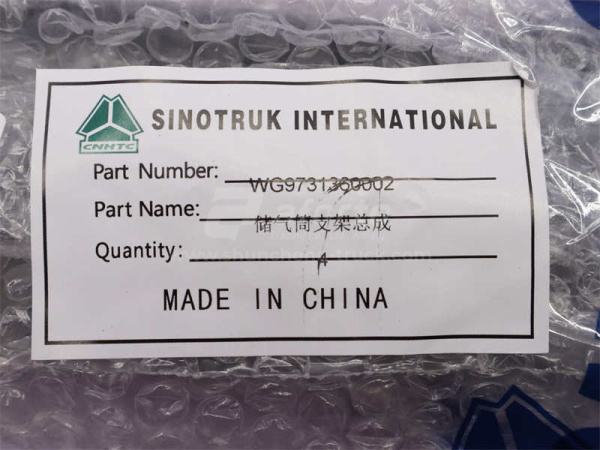 CNHTC
SINOTRUK INTERNATIONAL
Part Number: WG9731360002
Part Name: 储气筒支架总成
Quantity: 1
MADE IN CHINA